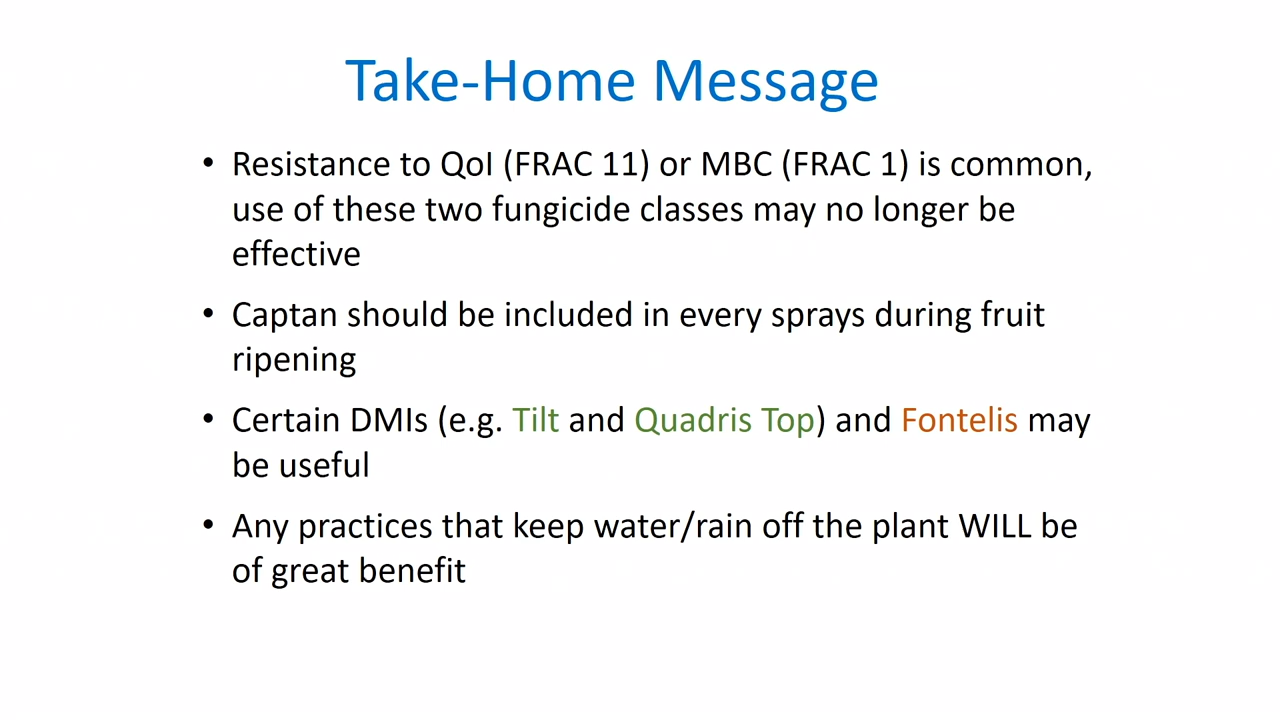 Take-Home Message
• Resistance to QoI (FRAC 11) or MBC (FRAC 1) is common,
use of these two fungicide classes may no longer be
effective
• Captan should be included in every sprays during fruit
ripening
• Certain DMIs (e.g. Tilt and Quadris Top) and Fontelis may
be useful
• Any practices that keep water/rain off the plant WILL be
of great benefit